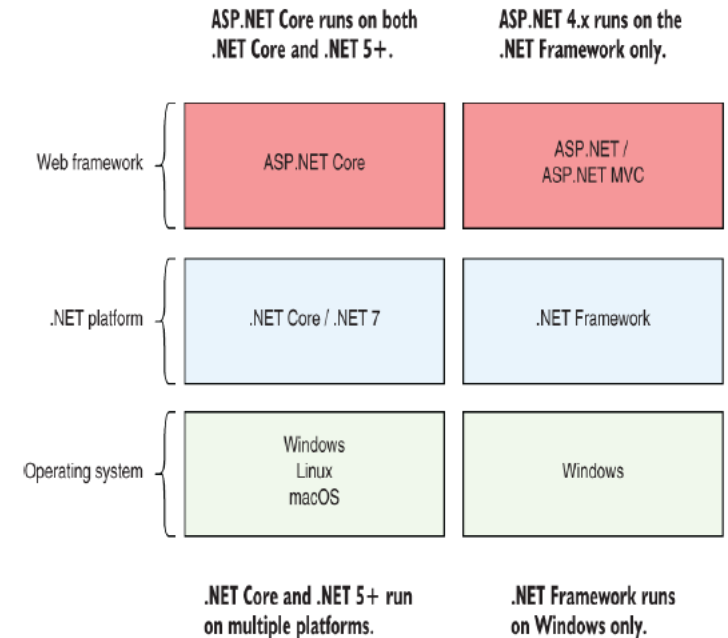 ASP.NET Core runs on both
.NET Core and .NET 5+.
ASP.NET 4.x runs on the
.NET Framework only.
Web framework
ASP.NET Core
ASP.NET /
ASP.NET MVC
.NET platform
.NET Core / .NET 7
.NET Framework
Operating system
Windows
Linux
macOS
Windows
.NET Core and .NET 5+ run
on multiple platforms.
.NET Framework runs
on Windows only.